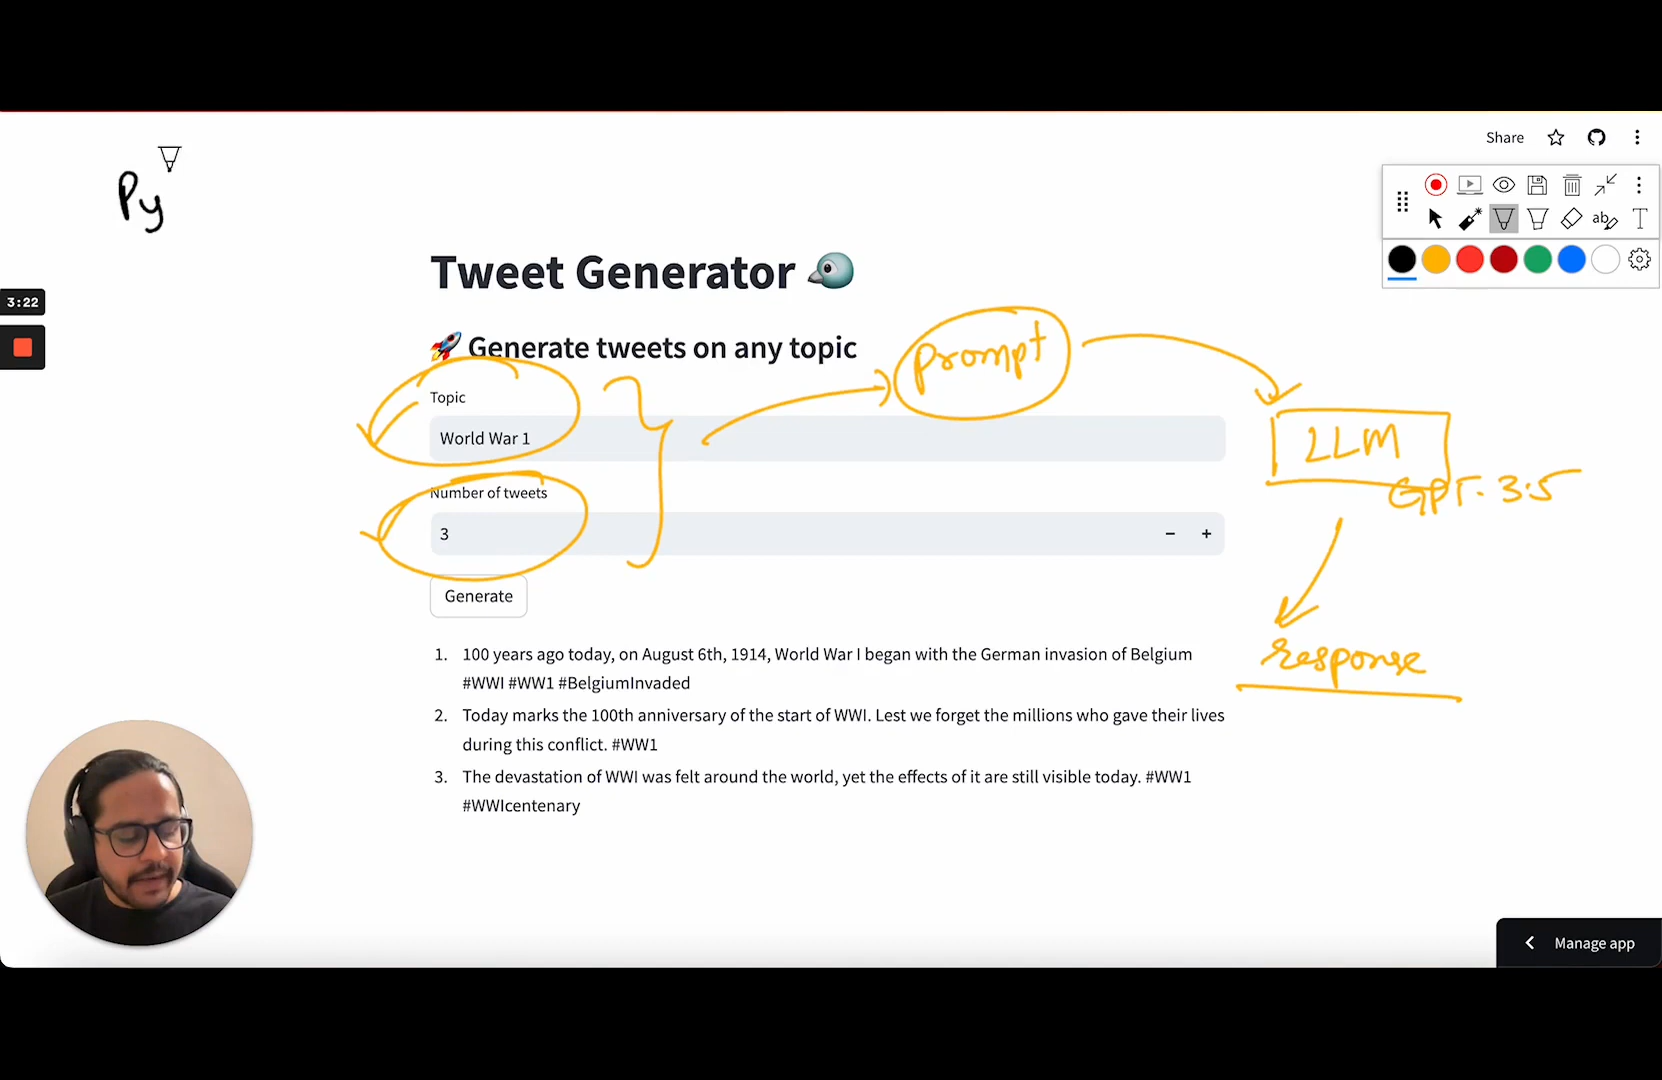 Share
Py
Tweet Generator
3:22
🚀 Generate tweets on any topic
prompt
Topic
World War 1
LLM
GPT-3.5
Number of tweets
3
Generate
1. 100 years ago today, on August 6th, 1914, World War I began with the German invasion of Belgium
#WWI #WW1 #BelgiumInvaded
response
2. Today marks the 100th anniversary of the start of WWI. Lest we forget the millions who gave their lives
during this conflict. #WW1
3. The devastation of WWI was felt around the world, yet the effects of it are still visible today. #WW1
#WWIcentenary
Manage app